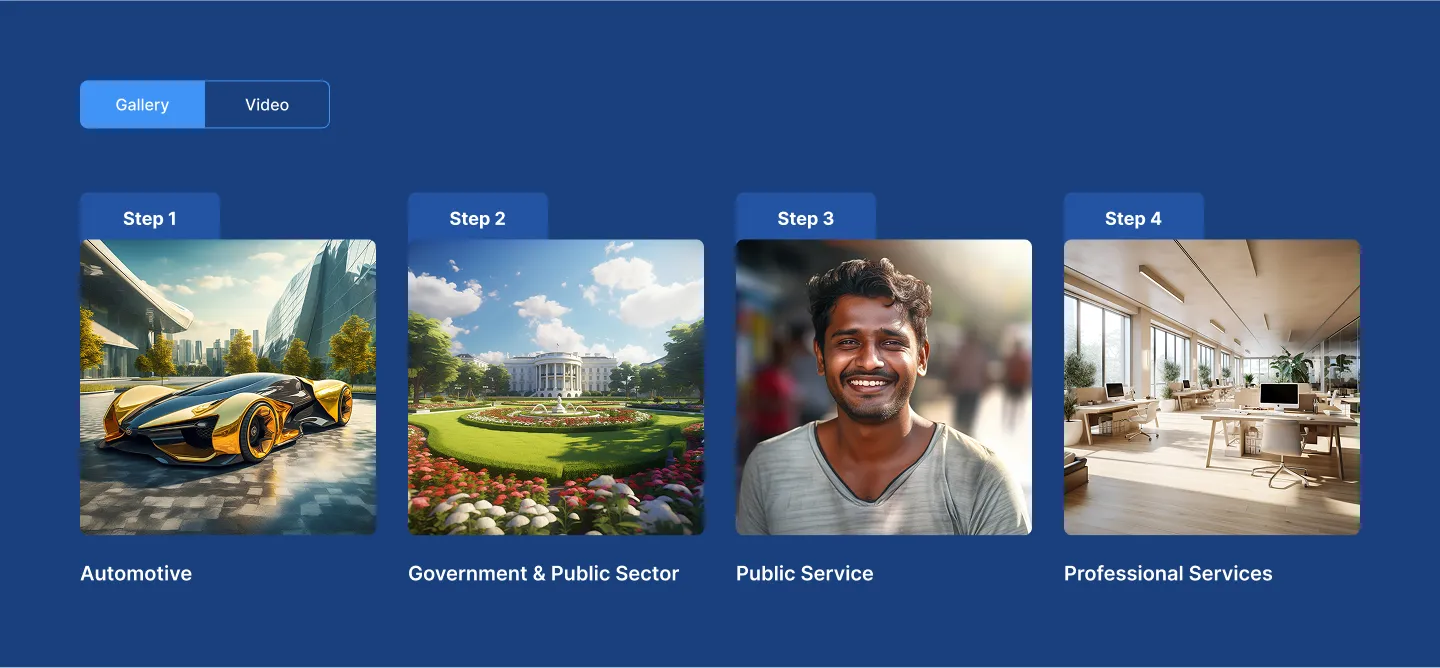 Gallery
Video
Step 1
Step 2
Step 3
Step 4
Automotive
Government & Public Sector
Public Service
Professional Services